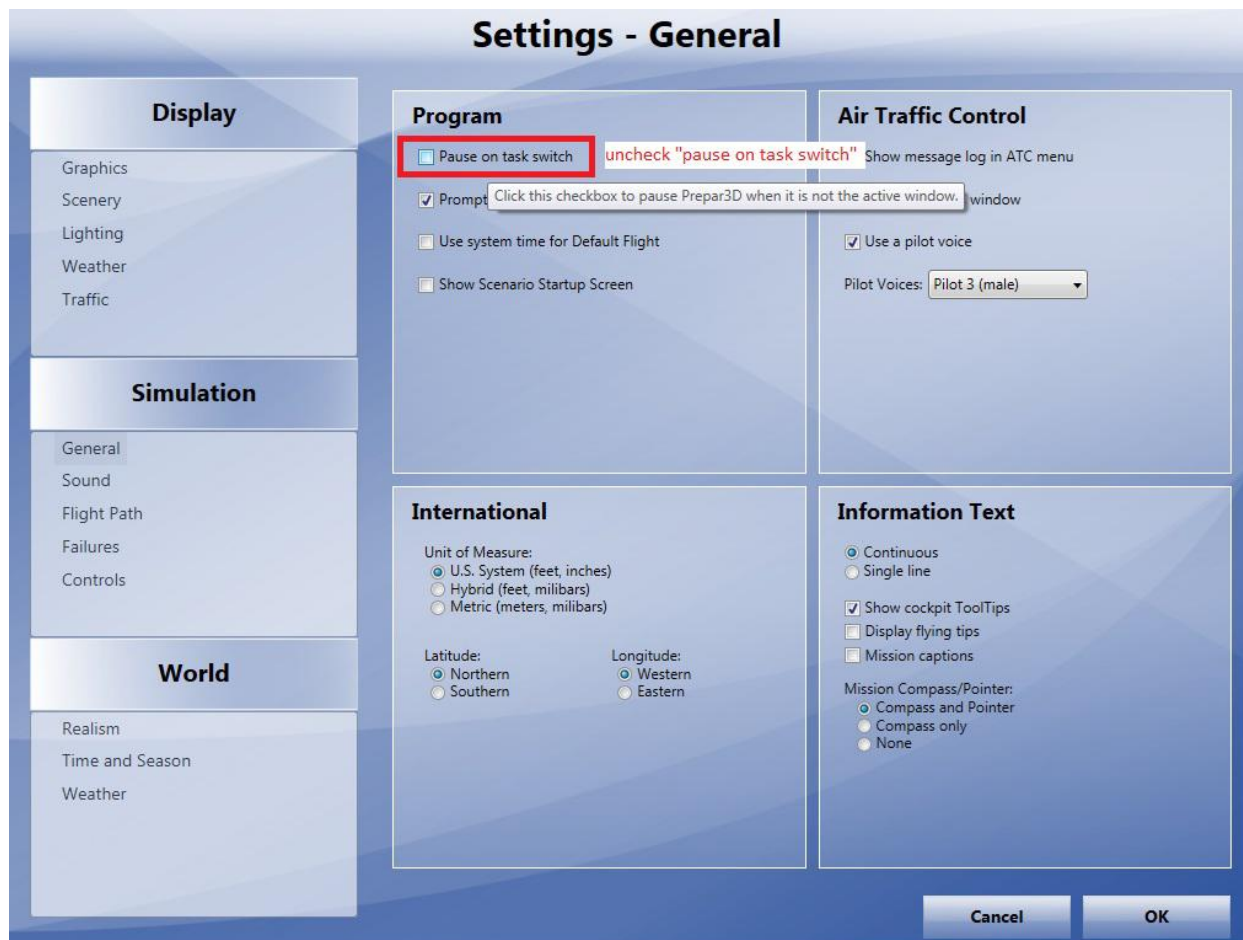 Settings - General
Display
Graphics
Scenery
Lighting
Weather
Traffic
Simulation
General
Sound
Flight Path
Failures
Controls
World
Realism
Time and Season
Weather
Program
Pause on task switch
uncheck "pause on task switch"
Prompt
Click this checkbox to pause Prepar3D when it is not the active window.
Use system time for Default Flight
Show Scenario Startup Screen
Air Traffic Control
Show message log in ATC menu
window
Use a pilot voice
Pilot Voices: Pilot 3 (male)
International
Unit of Measure:
U.S. System (feet, inches)
Hybrid (feet, milibars)
Metric (meters, milibars)
Latitude: Longitude:
Northern Western
Southern Eastern
Information Text
Continuous
Single line
Show cockpit ToolTips
Display flying tips
Mission captions
Mission Compass/Pointer:
Compass and Pointer
Compass only
None
Cancel OK